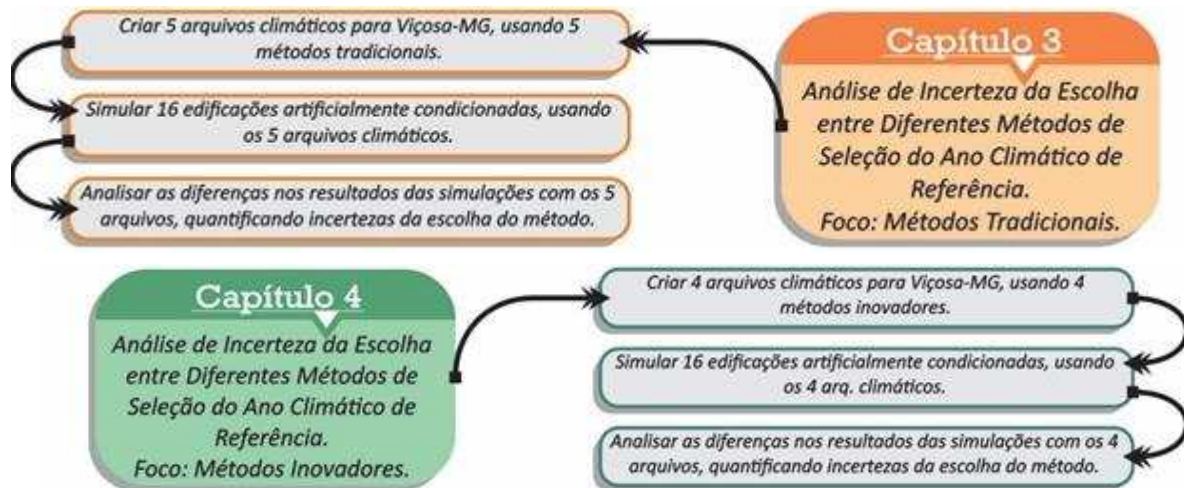 Capítulo 3
Análise de Incerteza da Escolha
entre Diferentes Métodos de
Seleção do Ano Climático de
Referência.
Foco: Métodos Tradicionais.
Criar 5 arquivos climáticos para Viçosa-MG, usando 5
métodos tradicionais.
Simular 16 edificações artificialmente condicionadas, usando
os 5 arquivos climáticos.
Analisar as diferenças nos resultados das simulações com os 5
arquivos, quantificando incertezas da escolha do método.
Capítulo 4
Análise de Incerteza da Escolha
entre Diferentes Métodos de
Seleção do Ano Climático de
Referência.
Foco: Métodos Inovadores.
Criar 4 arquivos climáticos para Viçosa-MG, usando 4
métodos inovadores.
Simular 16 edificações artificialmente condicionadas, usando
os 4 arq. climáticos.
Analisar as diferenças nos resultados das simulações com os 4
arquivos, quantificando incertezas da escolha do método.